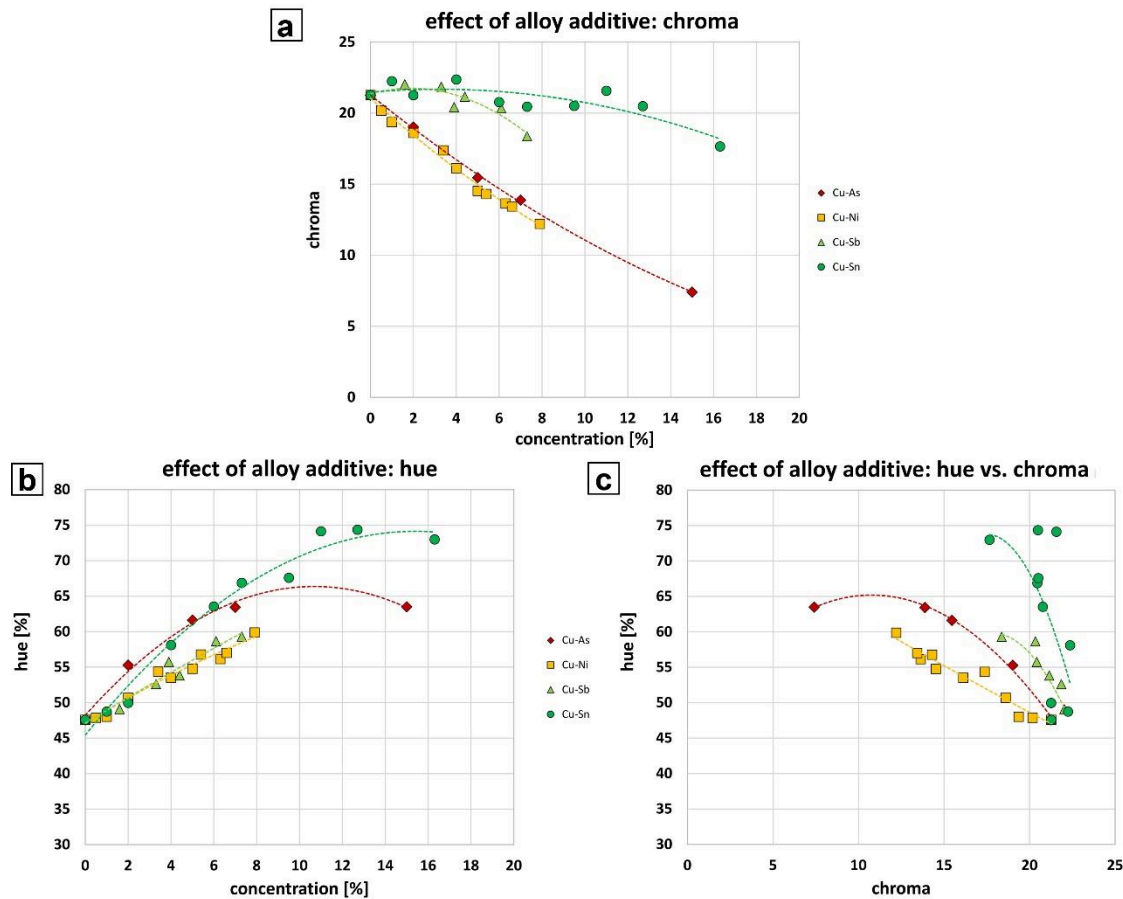 a
effect of alloy additive: chroma
25
20
15
10
5
0
chroma
0 2 4 6 8 10 12 14 16 18 20
concentration [%]
Cu-As
Cu-Ni
Cu-Sb
Cu-Sn
b
effect of alloy additive: hue
80
75
70
65
60
55
50
45
40
35
30
hue [%]
0 2 4 6 8 10 12 14 16 18 20
concentration [%]
Cu-As
Cu-Ni
Cu-Sb
Cu-Sn
c
effect of alloy additive: hue vs. chroma
80
75
70
65
60
55
50
45
40
35
30
hue [%]
0 5 10 15 20 25
chroma